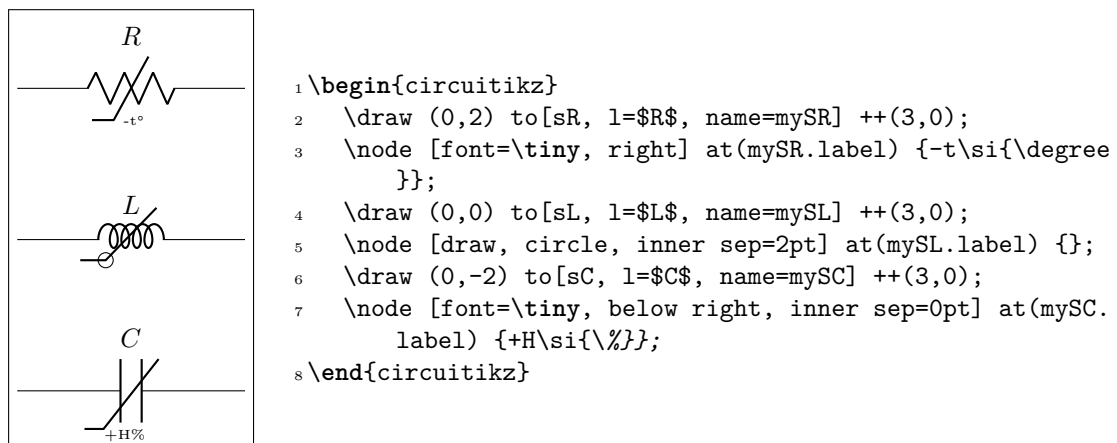 R
-t°
L
C
+H%
1 \begin{circuitikz}
2 \draw (0,2) to[sR, l=$R$, name=mySR] ++(3,0);
3 \node [font=\tiny, right] at(mySR.label) {-t\si{\degree
}};
4 \draw (0,0) to[sL, l=$L$, name=mySL] ++(3,0);
5 \node [draw, circle, inner sep=2pt] at(mySL.label) {};
6 \draw (0,-2) to[sC, l=$C$, name=mySC] ++(3,0);
7 \node [font=\tiny, below right, inner sep=0pt] at(mySC.
label) {+H\si{\%}};
8 \end{circuitikz}